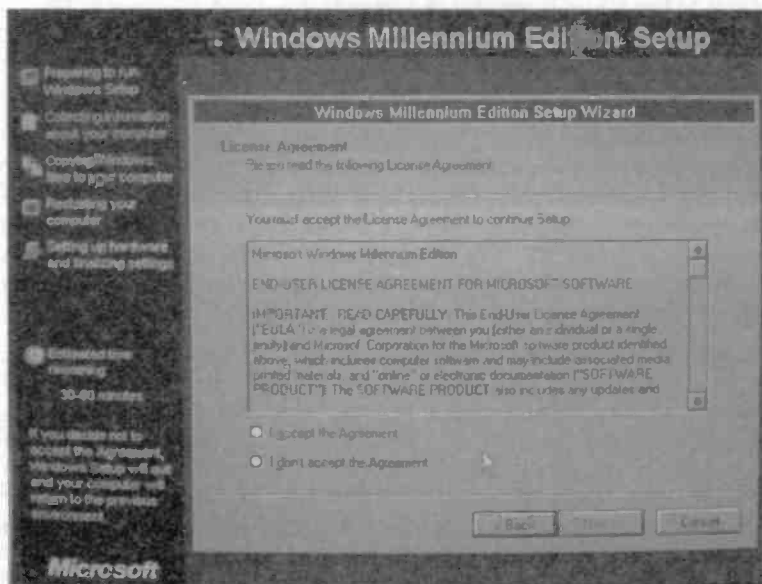 Windows Millennium Edition Setup
Preparing to run
Windows Setup
Collecting information
about your computer
Copying Windows
files to your computer
Restarting your
computer
Setting up hardware
and finalizing settings
Estimated time
remaining:
30-60 minutes
If you decide not to
accept the Agreement,
Windows Setup will quit
and your computer will
return to the previous
environment.
Microsoft
Windows Millennium Edition Setup Wizard
License Agreement
Please read the following License Agreement.
You must accept the License Agreement to continue Setup.
Microsoft Windows Millennium Edition
END-USER LICENSE AGREEMENT FOR MICROSOFT SOFTWARE
IMPORTANT. READ CAREFULLY: This End-User License Agreement
("EULA") is a legal agreement between you (either an individual or a single
entity) and Microsoft Corporation for the Microsoft software product identified
above, which includes computer software and may include associated media,
printed materials, and "online" or electronic documentation ("SOFTWARE
PRODUCT"). The SOFTWARE PRODUCT also includes any updates and
I accept the Agreement
I don't accept the Agreement
< Back
Next >
Cancel